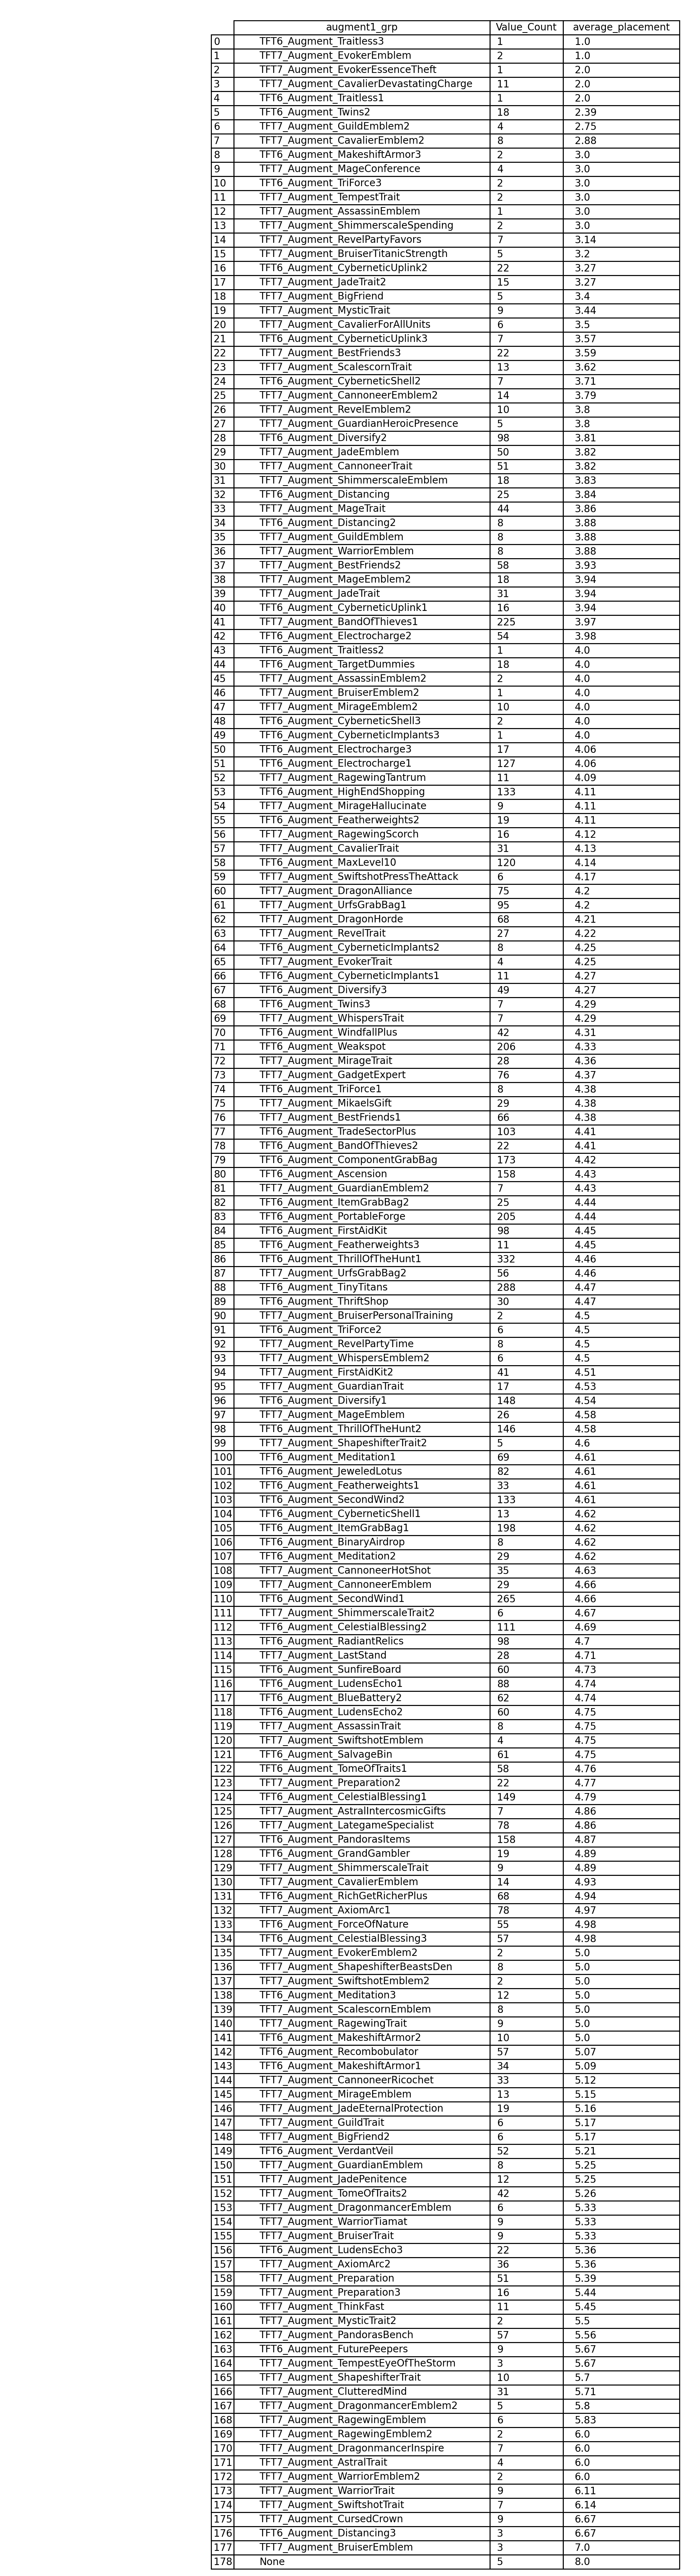 augment1_grp Value_Count average_placement
0 TFT6_Augment_Traitless3 1 1.0
1 TFT7_Augment_EvokerEmblem 2 1.0
2 TFT7_Augment_EvokerEssenceTheft 1 2.0
3 TFT7_Augment_CavalierDevastatingCharge 11 2.0
4 TFT6_Augment_Traitless1 1 2.0
5 TFT6_Augment_Twins2 18 2.39
6 TFT7_Augment_GuildEmblem2 4 2.75
7 TFT7_Augment_CavalierEmblem2 8 2.88
8 TFT6_Augment_MakeshiftArmor3 2 3.0
9 TFT7_Augment_MageConference 4 3.0
10 TFT6_Augment_TriForce3 2 3.0
11 TFT7_Augment_TempestTrait 2 3.0
12 TFT7_Augment_AssassinEmblem 1 3.0
13 TFT7_Augment_ShimmerscaleSpending 2 3.0
14 TFT7_Augment_RevelPartyFavors 7 3.14
15 TFT7_Augment_BruiserTitanicStrength 5 3.2
16 TFT6_Augment_CyberneticUplink2 22 3.27
17 TFT7_Augment_JadeTrait2 15 3.27
18 TFT7_Augment_BigFriend 5 3.4
19 TFT7_Augment_MysticTrait 9 3.44
20 TFT7_Augment_CavalierForAllUnits 6 3.5
21 TFT6_Augment_CyberneticUplink3 7 3.57
22 TFT7_Augment_BestFriends3 22 3.59
23 TFT7_Augment_ScalescornTrait 13 3.62
24 TFT6_Augment_CyberneticShell2 7 3.71
25 TFT7_Augment_CannoneerEmblem2 14 3.79
26 TFT7_Augment_RevelEmblem2 10 3.8
27 TFT7_Augment_GuardianHeroicPresence 5 3.8
28 TFT6_Augment_Diversify2 98 3.81
29 TFT7_Augment_JadeEmblem 50 3.82
30 TFT7_Augment_CannoneerTrait 51 3.82
31 TFT7_Augment_ShimmerscaleEmblem 18 3.83
32 TFT6_Augment_Distancing 25 3.84
33 TFT7_Augment_MageTrait 44 3.86
34 TFT6_Augment_Distancing2 8 3.88
35 TFT7_Augment_GuildEmblem 8 3.88
36 TFT7_Augment_WarriorEmblem 8 3.88
37 TFT7_Augment_BestFriends2 58 3.93
38 TFT7_Augment_MageEmblem2 18 3.94
39 TFT7_Augment_JadeTrait 31 3.94
40 TFT6_Augment_CyberneticUplink1 16 3.94
41 TFT7_Augment_BandOfThieves1 225 3.97
42 TFT6_Augment_Electrocharge2 54 3.98
43 TFT6_Augment_Traitless2 1 4.0
44 TFT6_Augment_TargetDummies 18 4.0
45 TFT7_Augment_AssassinEmblem2 2 4.0
46 TFT7_Augment_BruiserEmblem2 1 4.0
47 TFT7_Augment_MirageEmblem2 10 4.0
48 TFT6_Augment_CyberneticShell3 2 4.0
49 TFT6_Augment_CyberneticImplants3 1 4.0
50 TFT6_Augment_Electrocharge3 17 4.06
51 TFT6_Augment_Electrocharge1 127 4.06
52 TFT7_Augment_RagewingTantrum 11 4.09
53 TFT6_Augment_HighEndShopping 133 4.11
54 TFT7_Augment_MirageHallucinate 9 4.11
55 TFT6_Augment_Featherweights2 19 4.11
56 TFT7_Augment_RagewingScorch 16 4.12
57 TFT7_Augment_CavalierTrait 31 4.13
58 TFT6_Augment_MaxLevel10 120 4.14
59 TFT7_Augment_SwiftshotPressTheAttack 6 4.17
60 TFT7_Augment_DragonAlliance 75 4.2
61 TFT7_Augment_UrfsGrabBag1 95 4.2
62 TFT7_Augment_DragonHorde 68 4.21
63 TFT7_Augment_RevelTrait 27 4.22
64 TFT6_Augment_CyberneticImplants2 8 4.25
65 TFT7_Augment_EvokerTrait 4 4.25
66 TFT6_Augment_CyberneticImplants1 11 4.27
67 TFT6_Augment_Diversify3 49 4.27
68 TFT6_Augment_Twins3 7 4.29
69 TFT7_Augment_WhispersTrait 7 4.29
70 TFT6_Augment_WindfallPlus 42 4.31
71 TFT6_Augment_Weakspot 206 4.33
72 TFT7_Augment_MirageTrait 28 4.36
73 TFT7_Augment_GadgetExpert 76 4.37
74 TFT6_Augment_TriForce1 8 4.38
75 TFT7_Augment_MikaelsGift 29 4.38
76 TFT7_Augment_BestFriends1 66 4.38
77 TFT6_Augment_TradeSectorPlus 103 4.41
78 TFT6_Augment_BandOfThieves2 22 4.41
79 TFT6_Augment_ComponentGrabBag 173 4.42
80 TFT6_Augment_Ascension 158 4.43
81 TFT7_Augment_GuardianEmblem2 7 4.43
82 TFT6_Augment_ItemGrabBag2 25 4.44
83 TFT6_Augment_PortableForge 205 4.44
84 TFT6_Augment_FirstAidKit 98 4.45
85 TFT6_Augment_Featherweights3 11 4.45
86 TFT6_Augment_ThrillOfTheHunt1 332 4.46
87 TFT7_Augment_UrfsGrabBag2 56 4.46
88 TFT6_Augment_TinyTitans 288 4.47
89 TFT6_Augment_ThriftShop 30 4.47
90 TFT7_Augment_BruiserPersonalTraining 2 4.5
91 TFT6_Augment_TriForce2 6 4.5
92 TFT7_Augment_RevelPartyTime 8 4.5
93 TFT7_Augment_WhispersEmblem2 6 4.5
94 TFT7_Augment_FirstAidKit2 41 4.51
95 TFT7_Augment_GuardianTrait 17 4.53
96 TFT6_Augment_Diversify1 148 4.54
97 TFT7_Augment_MageEmblem 26 4.58
98 TFT6_Augment_ThrillOfTheHunt2 146 4.58
99 TFT7_Augment_ShapeshifterTrait2 5 4.6
100 TFT6_Augment_Meditation1 69 4.61
101 TFT6_Augment_JeweledLotus 82 4.61
102 TFT6_Augment_Featherweights1 33 4.61
103 TFT6_Augment_SecondWind2 133 4.61
104 TFT6_Augment_CyberneticShell1 13 4.62
105 TFT6_Augment_ItemGrabBag1 198 4.62
106 TFT6_Augment_BinaryAirdrop 8 4.62
107 TFT6_Augment_Meditation2 29 4.62
108 TFT7_Augment_CannoneerHotShot 35 4.63
109 TFT7_Augment_CannoneerEmblem 29 4.66
110 TFT6_Augment_SecondWind1 265 4.66
111 TFT7_Augment_ShimmerscaleTrait2 6 4.67
112 TFT6_Augment_CelestialBlessing2 111 4.69
113 TFT6_Augment_RadiantRelics 98 4.7
114 TFT7_Augment_LastStand 28 4.71
115 TFT6_Augment_SunfireBoard 60 4.73
116 TFT6_Augment_LudensEcho1 88 4.74
117 TFT6_Augment_BlueBattery2 62 4.74
118 TFT6_Augment_LudensEcho2 60 4.75
119 TFT7_Augment_AssassinTrait 8 4.75
120 TFT7_Augment_SwiftshotEmblem 4 4.75
121 TFT6_Augment_SalvageBin 61 4.75
122 TFT6_Augment_TomeOfTraits1 58 4.76
123 TFT7_Augment_Preparation2 22 4.77
124 TFT6_Augment_CelestialBlessing1 149 4.79
125 TFT7_Augment_AstralIntercosmicGifts 7 4.86
126 TFT7_Augment_LategameSpecialist 78 4.86
127 TFT6_Augment_PandorasItems 158 4.87
128 TFT6_Augment_GrandGambler 19 4.89
129 TFT7_Augment_ShimmerscaleTrait 9 4.89
130 TFT7_Augment_CavalierEmblem 14 4.93
131 TFT6_Augment_RichGetRicherPlus 68 4.94
132 TFT7_Augment_AxiomArc1 78 4.97
133 TFT6_Augment_ForceOfNature 55 4.98
134 TFT6_Augment_CelestialBlessing3 57 4.98
135 TFT7_Augment_EvokerEmblem2 2 5.0
136 TFT7_Augment_ShapeshifterBeastsDen 8 5.0
137 TFT7_Augment_SwiftshotEmblem2 2 5.0
138 TFT6_Augment_Meditation3 12 5.0
139 TFT7_Augment_ScalescornEmblem 8 5.0
140 TFT7_Augment_RagewingTrait 9 5.0
141 TFT6_Augment_MakeshiftArmor2 10 5.0
142 TFT6_Augment_Recombobulator 57 5.07
143 TFT6_Augment_MakeshiftArmor1 34 5.09
144 TFT7_Augment_CannoneerRicochet 33 5.12
145 TFT7_Augment_MirageEmblem 13 5.15
146 TFT7_Augment_JadeEternalProtection 19 5.16
147 TFT7_Augment_GuildTrait 6 5.17
148 TFT7_Augment_BigFriend2 6 5.17
149 TFT6_Augment_VerdantVeil 52 5.21
150 TFT7_Augment_GuardianEmblem 8 5.25
151 TFT7_Augment_JadePenitence 12 5.25
152 TFT7_Augment_TomeOfTraits2 42 5.26
153 TFT7_Augment_DragonmancerEmblem 6 5.33
154 TFT7_Augment_WarriorTiamat 9 5.33
155 TFT7_Augment_BruiserTrait 9 5.33
156 TFT6_Augment_LudensEcho3 22 5.36
157 TFT7_Augment_AxiomArc2 36 5.36
158 TFT7_Augment_Preparation 51 5.39
159 TFT7_Augment_Preparation3 16 5.44
160 TFT7_Augment_ThinkFast 11 5.45
161 TFT7_Augment_MysticTrait2 2 5.5
162 TFT7_Augment_PandorasBench 57 5.56
163 TFT6_Augment_FuturePeepers 9 5.67
164 TFT7_Augment_TempestEyeOfTheStorm 3 5.67
165 TFT7_Augment_ShapeshifterTrait 10 5.7
166 TFT7_Augment_ClutteredMind 31 5.71
167 TFT7_Augment_DragonmancerEmblem2 5 5.8
168 TFT7_Augment_RagewingEmblem 6 5.83
169 TFT7_Augment_RagewingEmblem2 2 6.0
170 TFT7_Augment_DragonmancerInspire 7 6.0
171 TFT7_Augment_AstralTrait 4 6.0
172 TFT7_Augment_WarriorEmblem2 2 6.0
173 TFT7_Augment_WarriorTrait 9 6.11
174 TFT7_Augment_SwiftshotTrait 7 6.14
175 TFT7_Augment_CursedCrown 9 6.67
176 TFT6_Augment_Distancing3 3 6.67
177 TFT7_Augment_BruiserEmblem 3 7.0
178 None 5 8.0